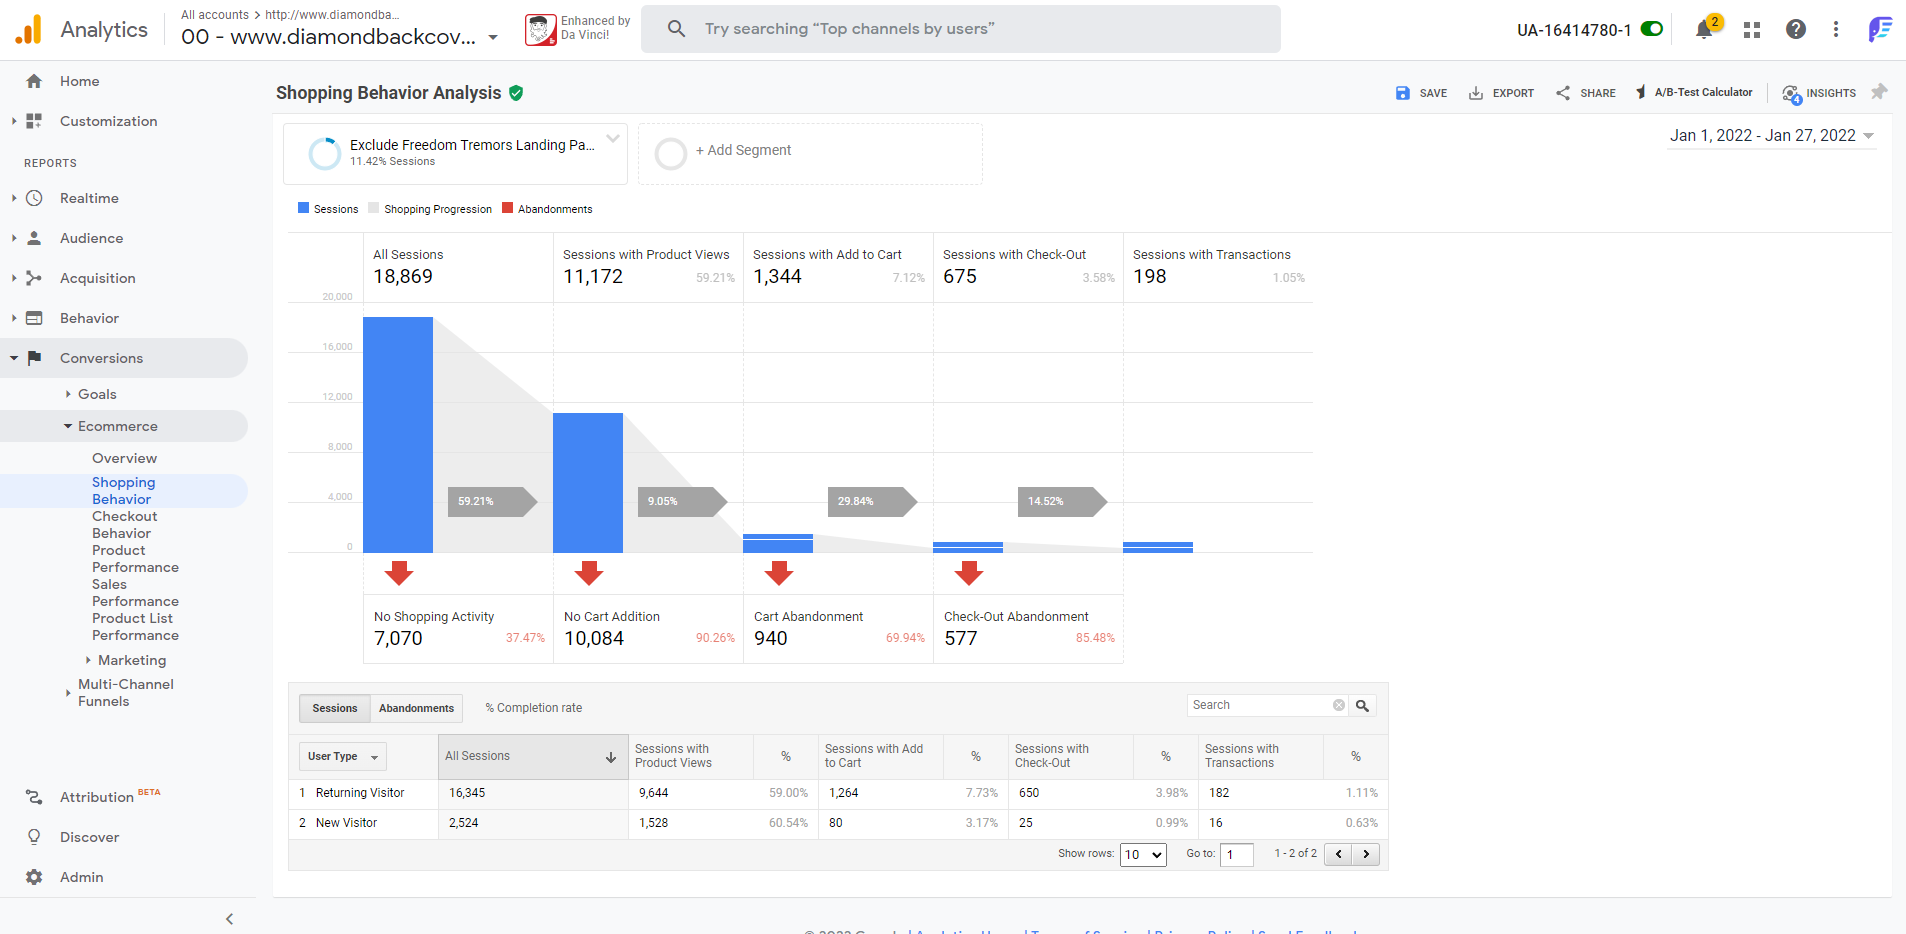 Analytics
All accounts > http://www.diamondba...
00 - www.diamondbackcov...
Enhanced by
Da Vinci!
Try searching “Top channels by users”
UA-16414780-1
2
Home
Customization
REPORTS
Realtime
Audience
Acquisition
Behavior
Conversions
Goals
Ecommerce
Overview
Shopping
Behavior
Checkout
Behavior
Product
Performance
Sales
Performance
Product List
Performance
Marketing
Multi-Channel
Funnels
Attribution BETA
Discover
Admin
Shopping Behavior Analysis
SAVE
EXPORT
SHARE
A/B-Test Calculator
4
INSIGHTS
Exclude Freedom Tremors Landing Pa...
11.42% Sessions
+ Add Segment
Jan 1, 2022 - Jan 27, 2022
Sessions
Shopping Progression
Abandonments
All Sessions
18,869
Sessions with Product Views
11,172 59.21%
Sessions with Add to Cart
1,344 7.12%
Sessions with Check-Out
675 3.58%
Sessions with Transactions
198 1.05%
20,000
16,000
12,000
8,000
4,000
0
59.21%
9.05%
29.84%
14.52%
No Shopping Activity
7,070 37.47%
No Cart Addition
10,084 90.26%
Cart Abandonment
940 69.94%
Check-Out Abandonment
577 85.48%
Sessions
Abandonments
% Completion rate
Search
User Type
All Sessions
Sessions with
Product Views
%
Sessions with Add
to Cart
%
Sessions with
Check-Out
%
Sessions with
Transactions
%
1 Returning Visitor 16,345 9,644 59.00% 1,264 7.73% 650 3.98% 182 1.11%
2 New Visitor 2,524 1,528 60.54% 80 3.17% 25 0.99% 16 0.63%
Show rows: 10 Go to: 1 1 - 2 of 2